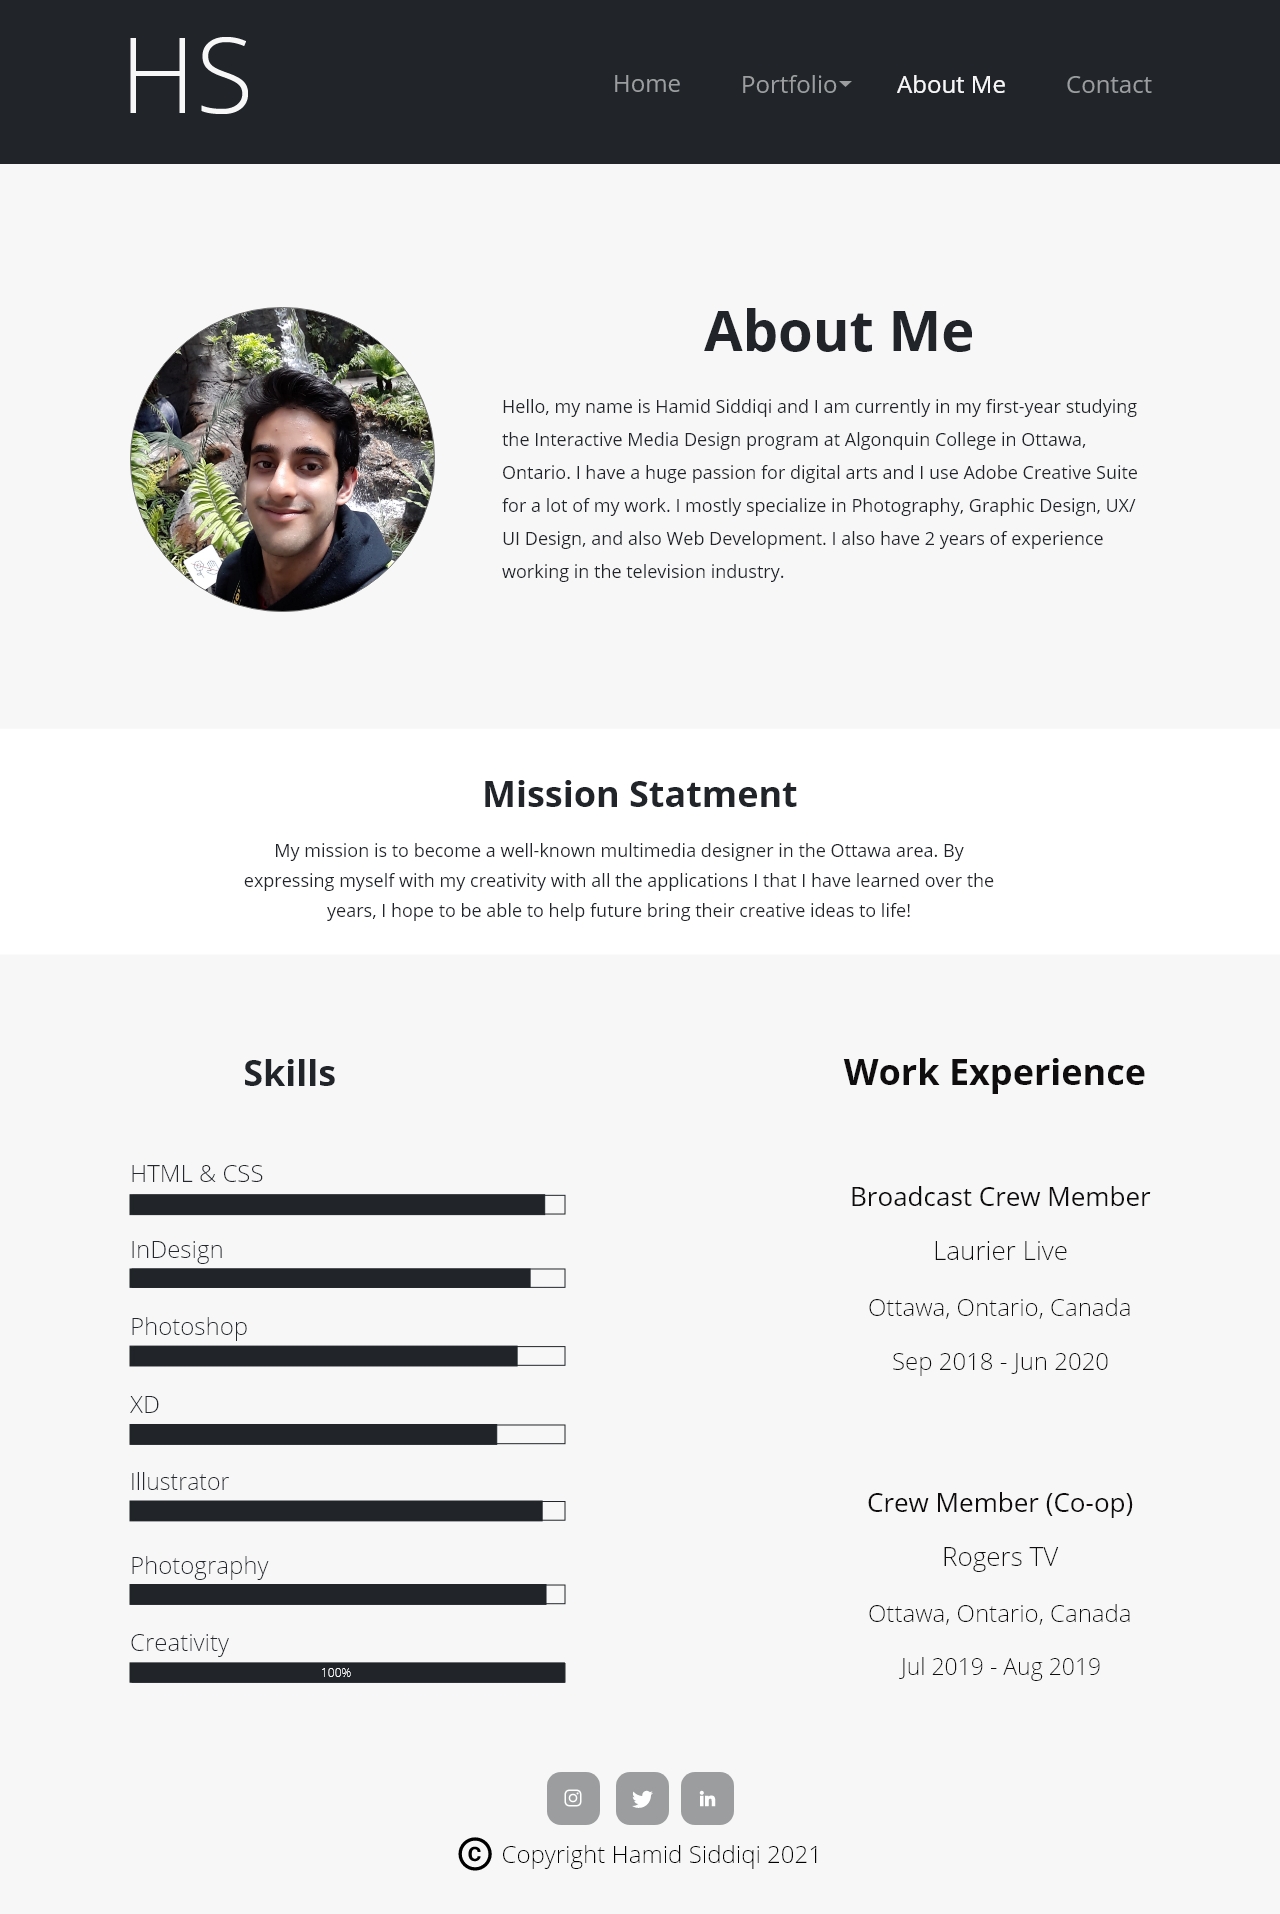 HS
Home Portfolio About Me Contact
About Me
Hello, my name is Hamid Siddiqi and I am currently in my first-year studying
the Interactive Media Design program at Algonquin College in Ottawa,
Ontario. I have a huge passion for digital arts and I use Adobe Creative Suite
for a lot of my work. I mostly specialize in Photography, Graphic Design, UX/
UI Design, and also Web Development. I also have 2 years of experience
working in the television industry.
Mission Statment
My mission is to become a well-known multimedia designer in the Ottawa area. By
expressing myself with my creativity with all the applications I that I have learned over the
years, I hope to be able to help future bring their creative ideas to life!
Skills
HTML & CSS
InDesign
Photoshop
XD
Illustrator
Photography
Creativity
100%
Work Experience
Broadcast Crew Member
Laurier Live
Ottawa, Ontario, Canada
Sep 2018 - Jun 2020
Crew Member (Co-op)
Rogers TV
Ottawa, Ontario, Canada
Jul 2019 - Aug 2019
in
© Copyright Hamid Siddiqi 2021